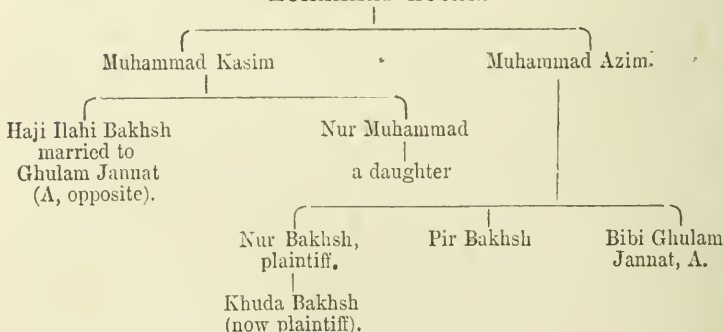 Muhammad Kasim
Muhammad Azim.
Haji Ilahi Bakhsh
married to
Ghulam Jannat
(A, opposite).
Nur Muhammad
a daughter
Nur Bakhsh,
plaintiff.
Khuda Bakhsh
(now plaintiff).
Pir Bakhsh
Bibi Ghulam
Jannat, A.